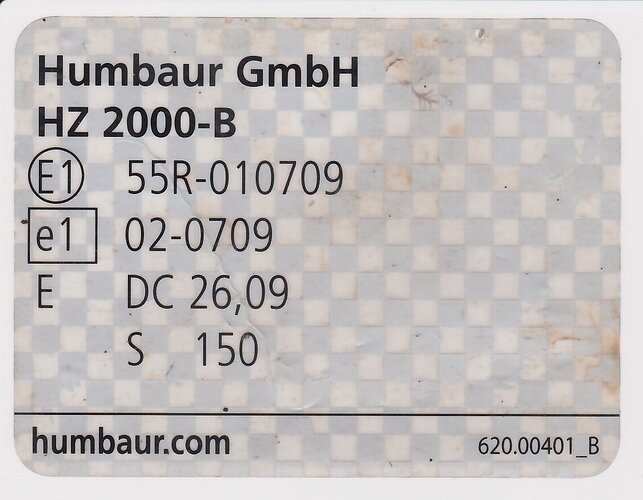 Humbaur GmbH
HZ 2000-B
E1 55R-010709
e1 02-0709
E DC 26,09
S 150
humbaur.com 620.00401_B